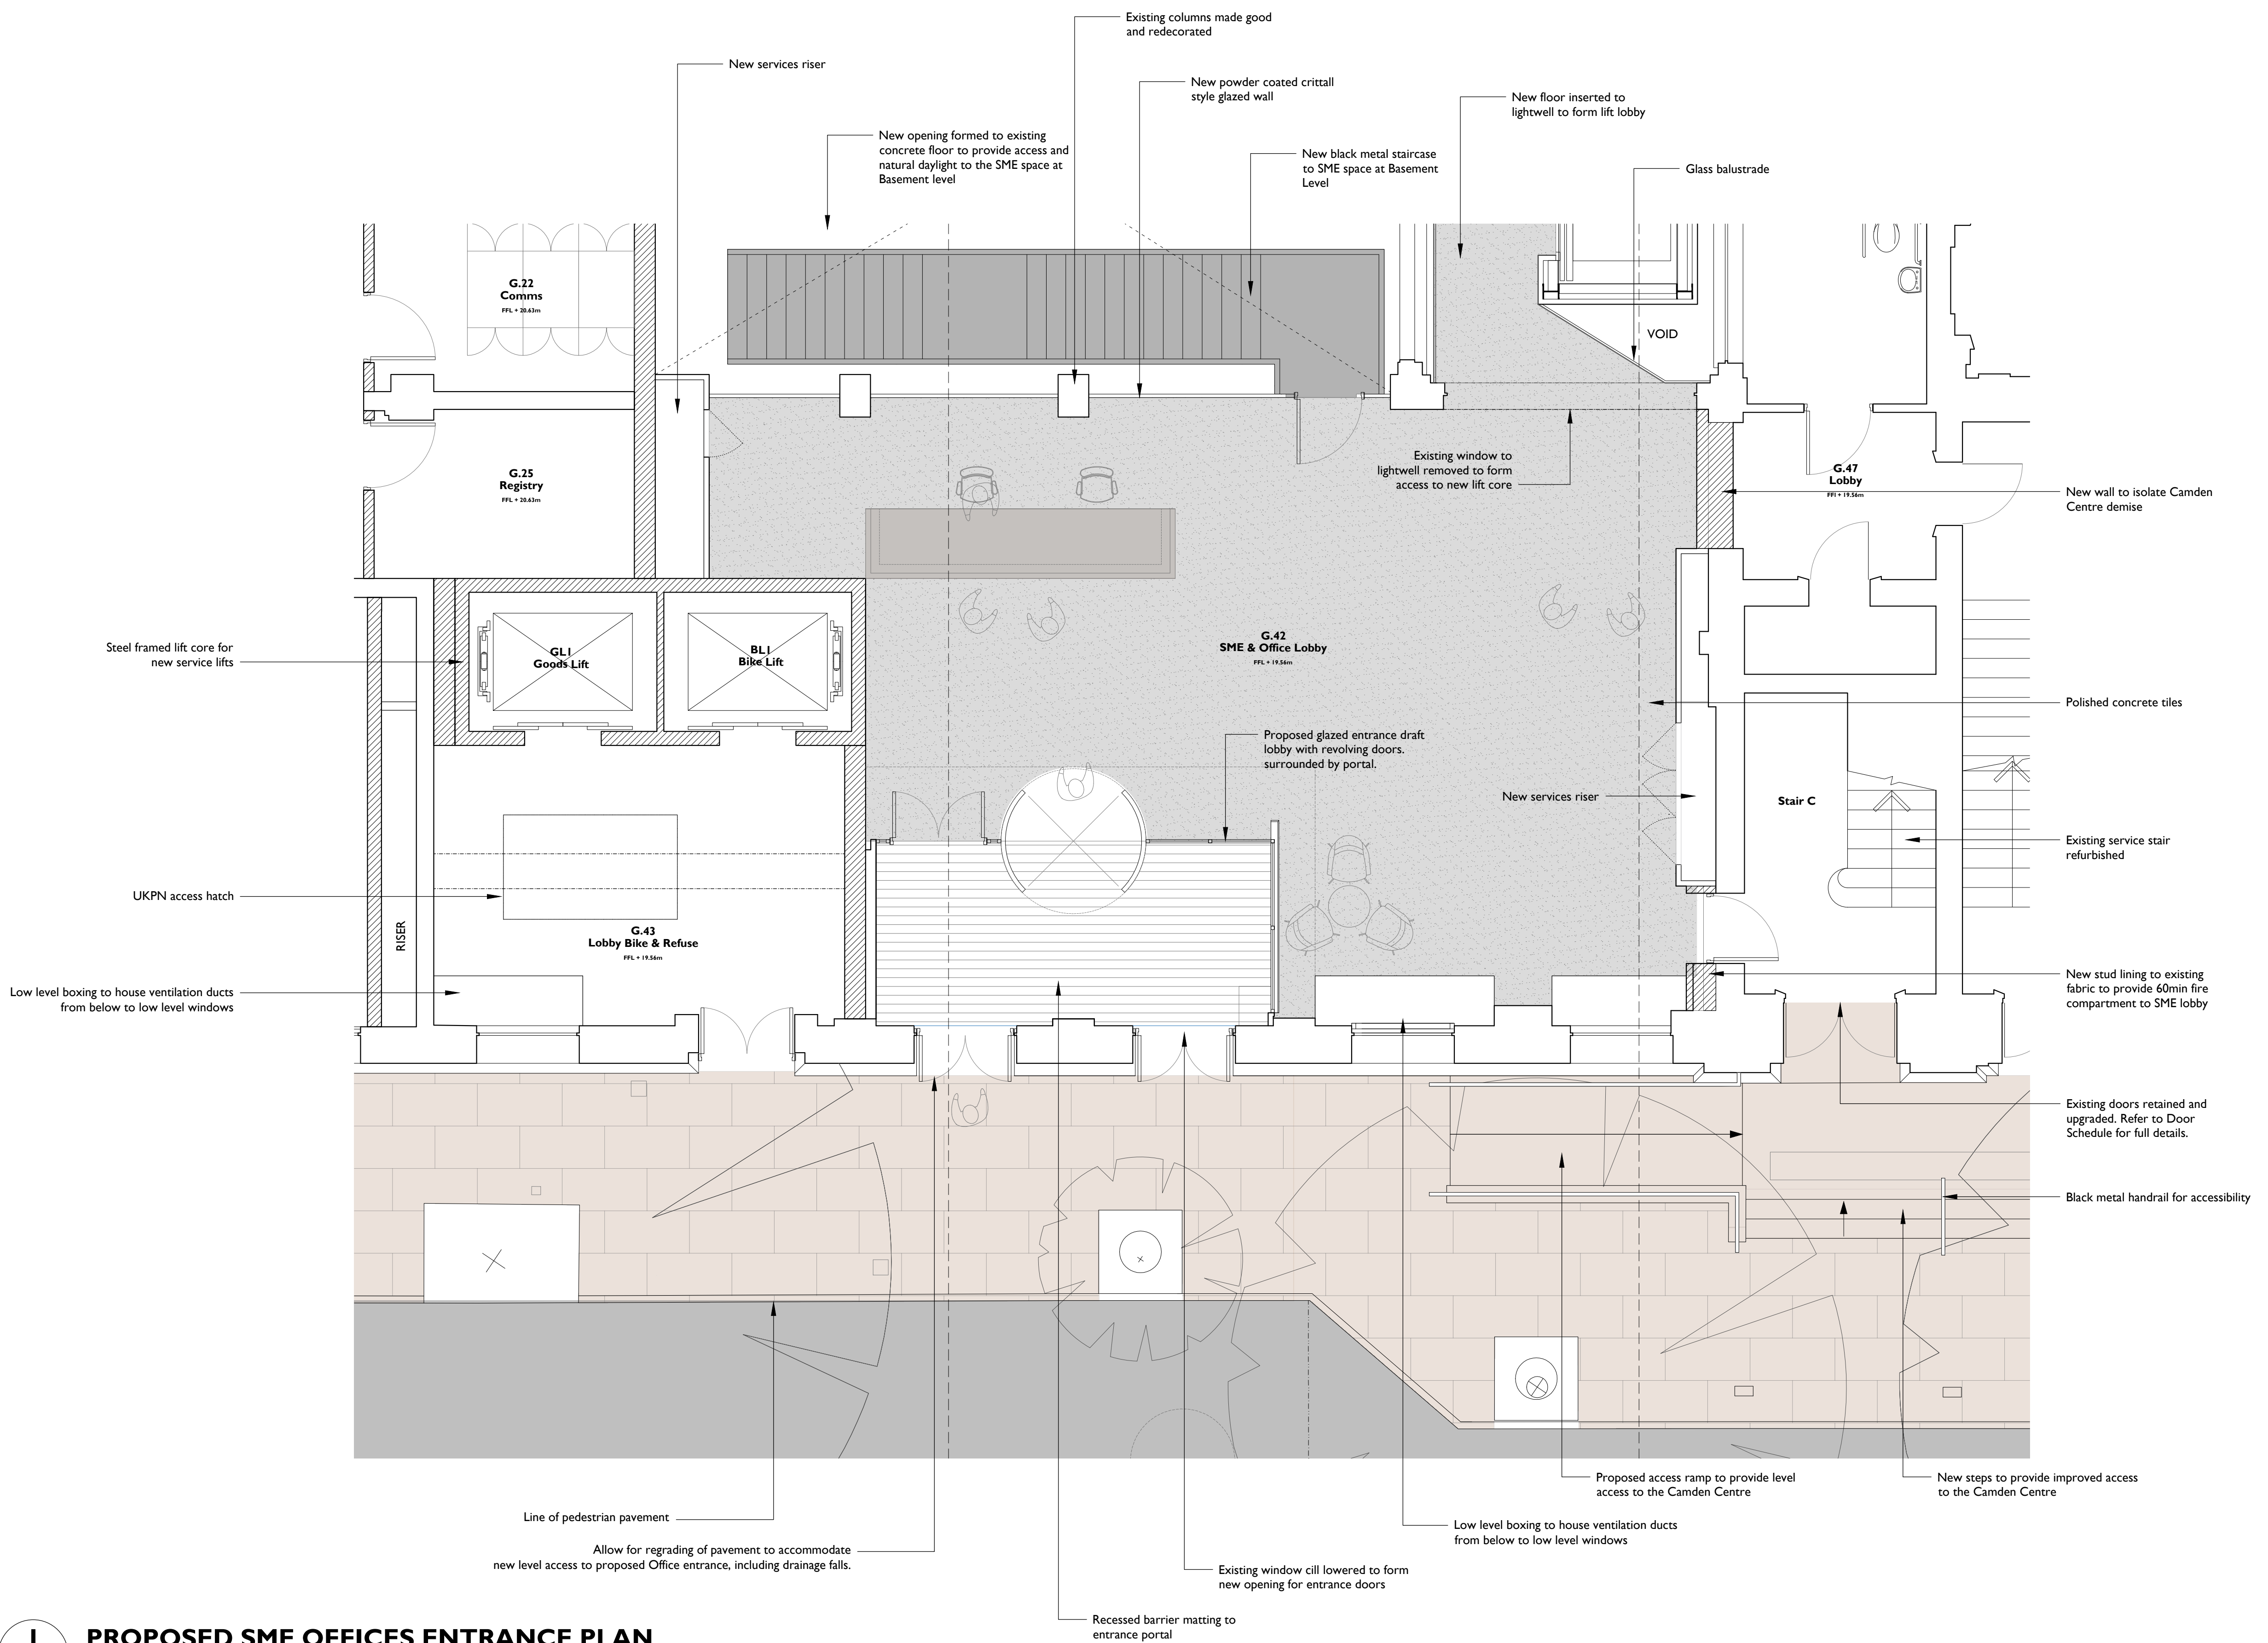 Existing columns made good
and redecorated
New services riser
New powder coated crittall
style glazed wall
New floor inserted to
lightwell to form lift lobby
New opening formed to existing
concrete floor to provide access and
natural daylight to the SME space at
Basement level
New black metal staircase
to SME space at Basement
Level
Glass balustrade
G.22
Comms
FFL + 20.63m
VOID
G.25
Registry
FFL + 20.63m
Existing window to
lightwell removed to form
access to new lift core
G.47
Lobby
FFl + 19.56m
New wall to isolate Camden
Centre demise
Steel framed lift core for
new service lifts
GL1
Goods Lift
BL1
Bike Lift
G.42
SME & Office Lobby
FFL + 19.56m
Polished concrete tiles
Proposed glazed entrance draft
lobby with revolving doors.
surrounded by portal.
New services riser
Stair C
Existing service stair
refurbished
UKPN access hatch
RISER
G.43
Lobby Bike & Refuse
FFL + 19.56m
Low level boxing to house ventilation ducts
from below to low level windows
New stud lining to existing
fabric to provide 60min fire
compartment to SME lobby
Existing doors retained and
upgraded. Refer to Door
Schedule for full details.
Black metal handrail for accessibility
Proposed access ramp to provide level
access to the Camden Centre
New steps to provide improved access
to the Camden Centre
Line of pedestrian pavement
Low level boxing to house ventilation ducts
from below to low level windows
Allow for regrading of pavement to accommodate
new level access to proposed Office entrance, including drainage falls.
Existing window cill lowered to form
new opening for entrance doors
Recessed barrier matting to
entrance portal
1
PROPOSED SME OFFICES ENTRANCE PLAN